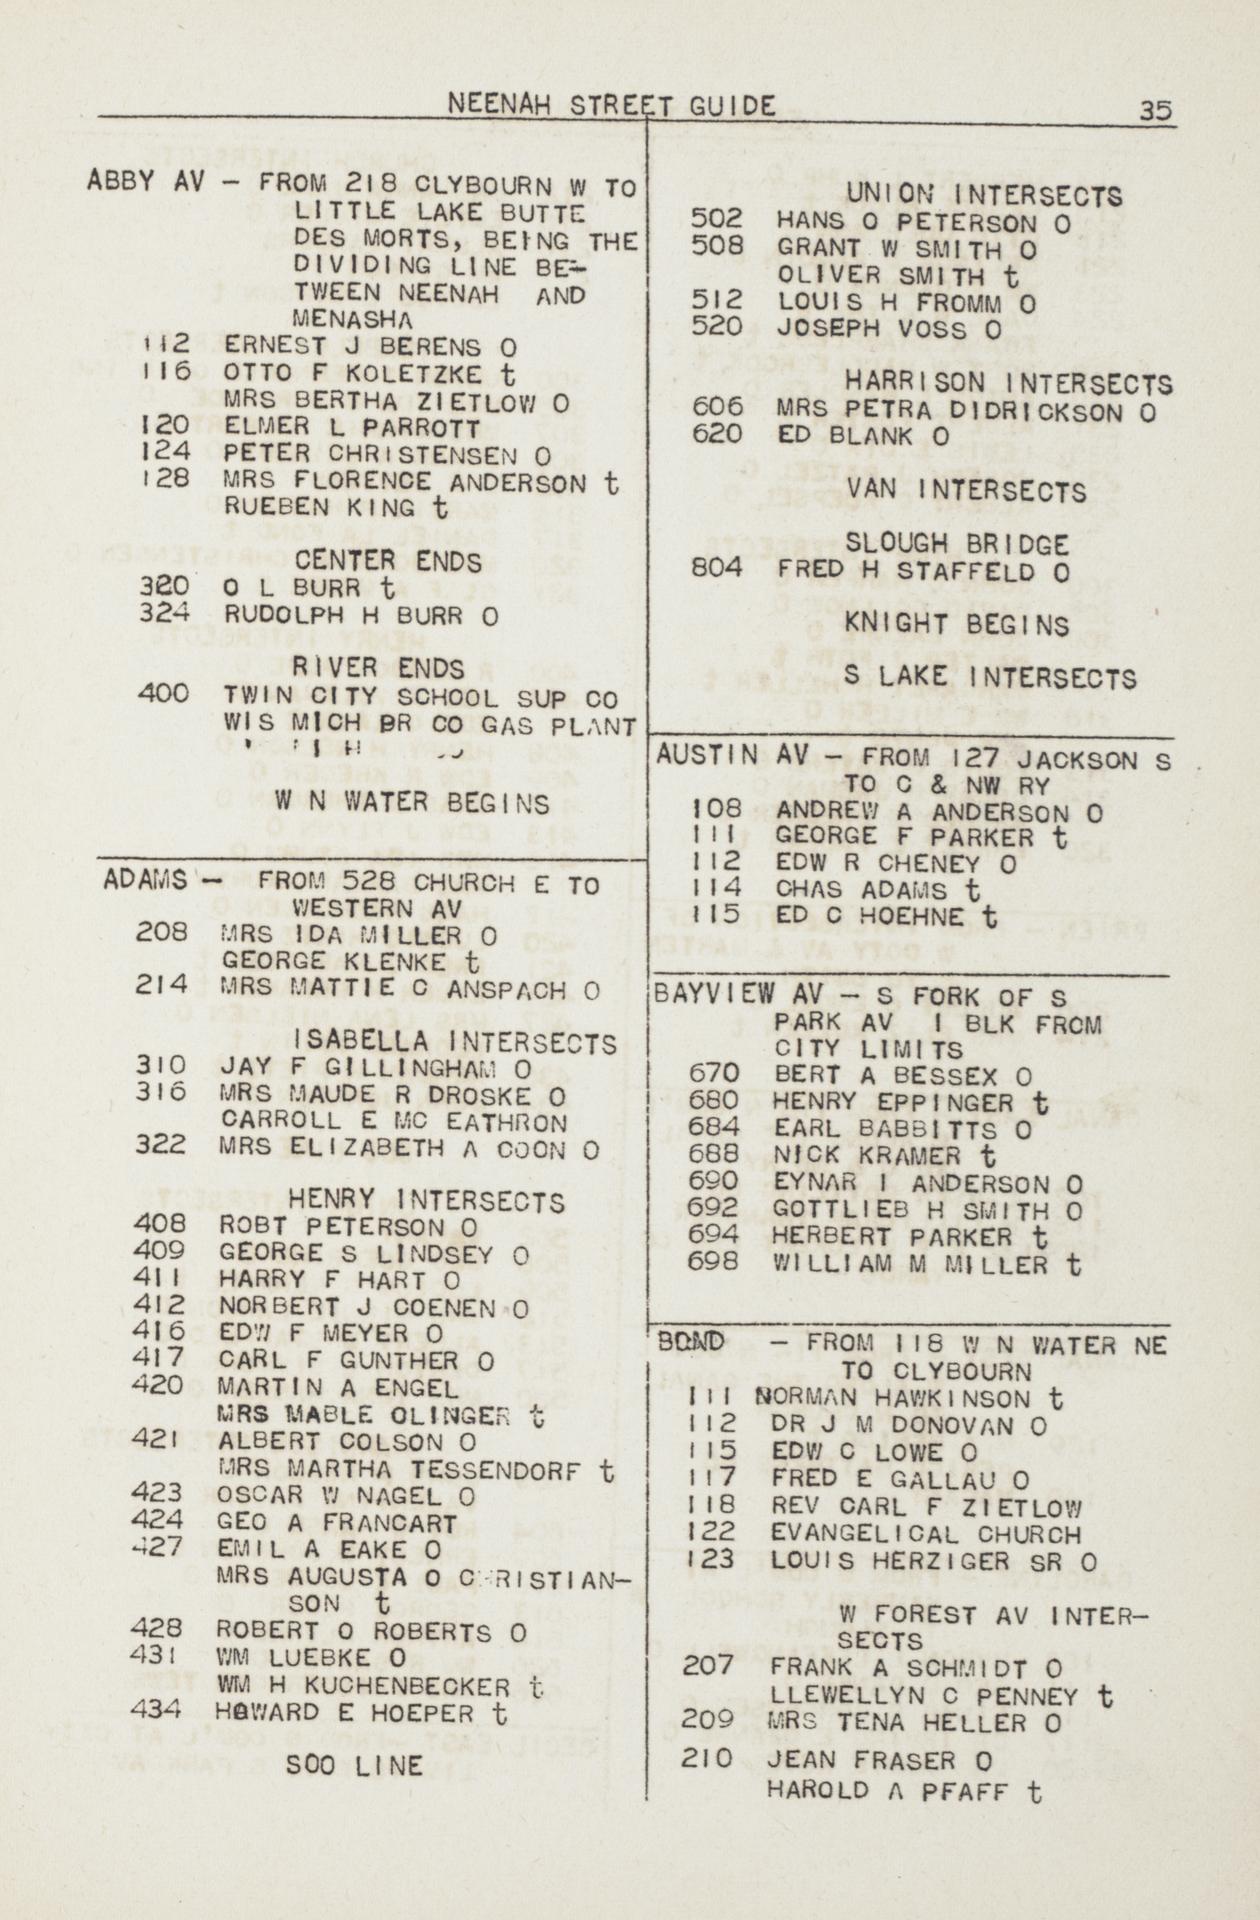 NEENAH STREET GUIDE
35
ABBY AV - FROM 218 CLYBOURN W TO
LITTLE LAKE BUTTE
DES MORTS, BEING THE
DIVIDING LINE BE-
TWEEN NEENAH AND
MENASHA
112 ERNEST J BERENS O
116 OTTO F KOLETZKE t
MRS BERTHA ZIETLOW O
120 ELMER L PARROTT
124 PETER CHRISTENSEN O
128 MRS FLORENCE ANDERSON t
RUEBEN KING t
CENTER ENDS
320 O L BURR t
324 RUDOLPH H BURR O
RIVER ENDS
400 TWIN CITY SCHOOL SUP CO
WIS MICH PR CO GAS PLANT
W N WATER BEGINS
ADAMS - FROM 528 CHURCH E TO
WESTERN AV
208 MRS IDA MILLER O
GEORGE KLENKE t
214 MRS MATTIE C ANSPACH O
ISABELLA INTERSECTS
310 JAY F GILLINGHAM O
316 MRS MAUDE R DROSKE O
CARROLL E MC EATHRON
322 MRS ELIZABETH A COON O
HENRY INTERSECTS
408 ROBT PETERSON O
409 GEORGE S LINDSEY O
411 HARRY F HART O
412 NORBERT J COENEN O
416 EDW F MEYER O
417 CARL F GUNTHER O
420 MARTIN A ENGEL
MRS MABLE OLINGER t
421 ALBERT COLSON O
MRS MARTHA TESSENDORF t
423 OSCAR W NAGEL O
424 GEO A FRANCART
427 EMIL A EAKE O
MRS AUGUSTA O CHRISTIAN-
SON t
428 ROBERT O ROBERTS O
431 WM LUEBKE O
WM H KUCHENBECKER t
434 HOWARD E HOEPER t
SOO LINE
UNION INTERSECTS
502 HANS O PETERSON O
508 GRANT W SMITH O
OLIVER SMITH t
512 LOUIS H FROMM O
520 JOSEPH VOSS O
HARRISON INTERSECTS
606 MRS PETRA DIDRICKSON O
620 ED BLANK O
VAN INTERSECTS
SLOUGH BRIDGE
804 FRED H STAFFELD O
KNIGHT BEGINS
S LAKE INTERSECTS
AUSTIN AV - FROM 127 JACKSON S
TO C & NW RY
108 ANDREW A ANDERSON O
111 GEORGE F PARKER t
112 EDW R CHENEY O
114 CHAS ADAMS t
115 ED C HOEHNE t
BAYVIEW AV - S FORK OF S
PARK AV 1 BLK FROM
CITY LIMITS
670 BERT A BESSEX O
680 HENRY EPPINGER t
684 EARL BABBITTS O
688 NICK KRAMER t
690 EYNAR I ANDERSON O
692 GOTTLIEB H SMITH O
694 HERBERT PARKER t
698 WILLIAM M MILLER t
BOND - FROM 118 W N WATER NE
TO CLYBOURN
111 NORMAN HAWKINSON t
112 DR J M DONOVAN O
115 EDW C LOWE O
117 FRED E GALLAU O
118 REV CARL F ZIETLOW
122 EVANGELICAL CHURCH
123 LOUIS HERZIGER SR O
W FOREST AV INTER-
SECTS
207 FRANK A SCHMIDT O
LLEWELLYN C PENNEY t
209 MRS TENA HELLER O
210 JEAN FRASER O
HAROLD A PFAFF t